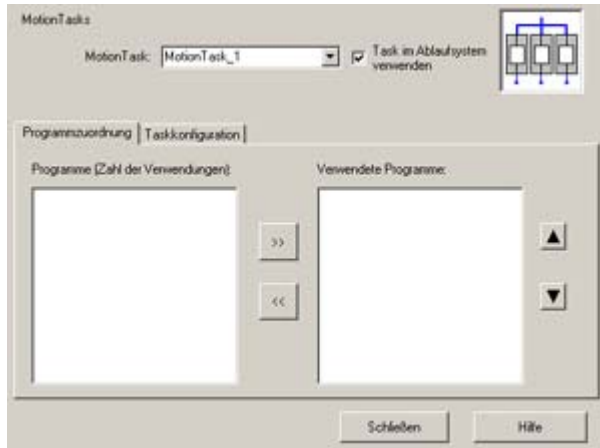 MotionTasks
MotionTask: MotionTask_1
Task im Ablaufsystem
verwenden
Programmzuordnung Taskkonfiguration
Programme (Zahl der Verwendungen): Verwendete Programme:
>>
<<
Schließen Hilfe